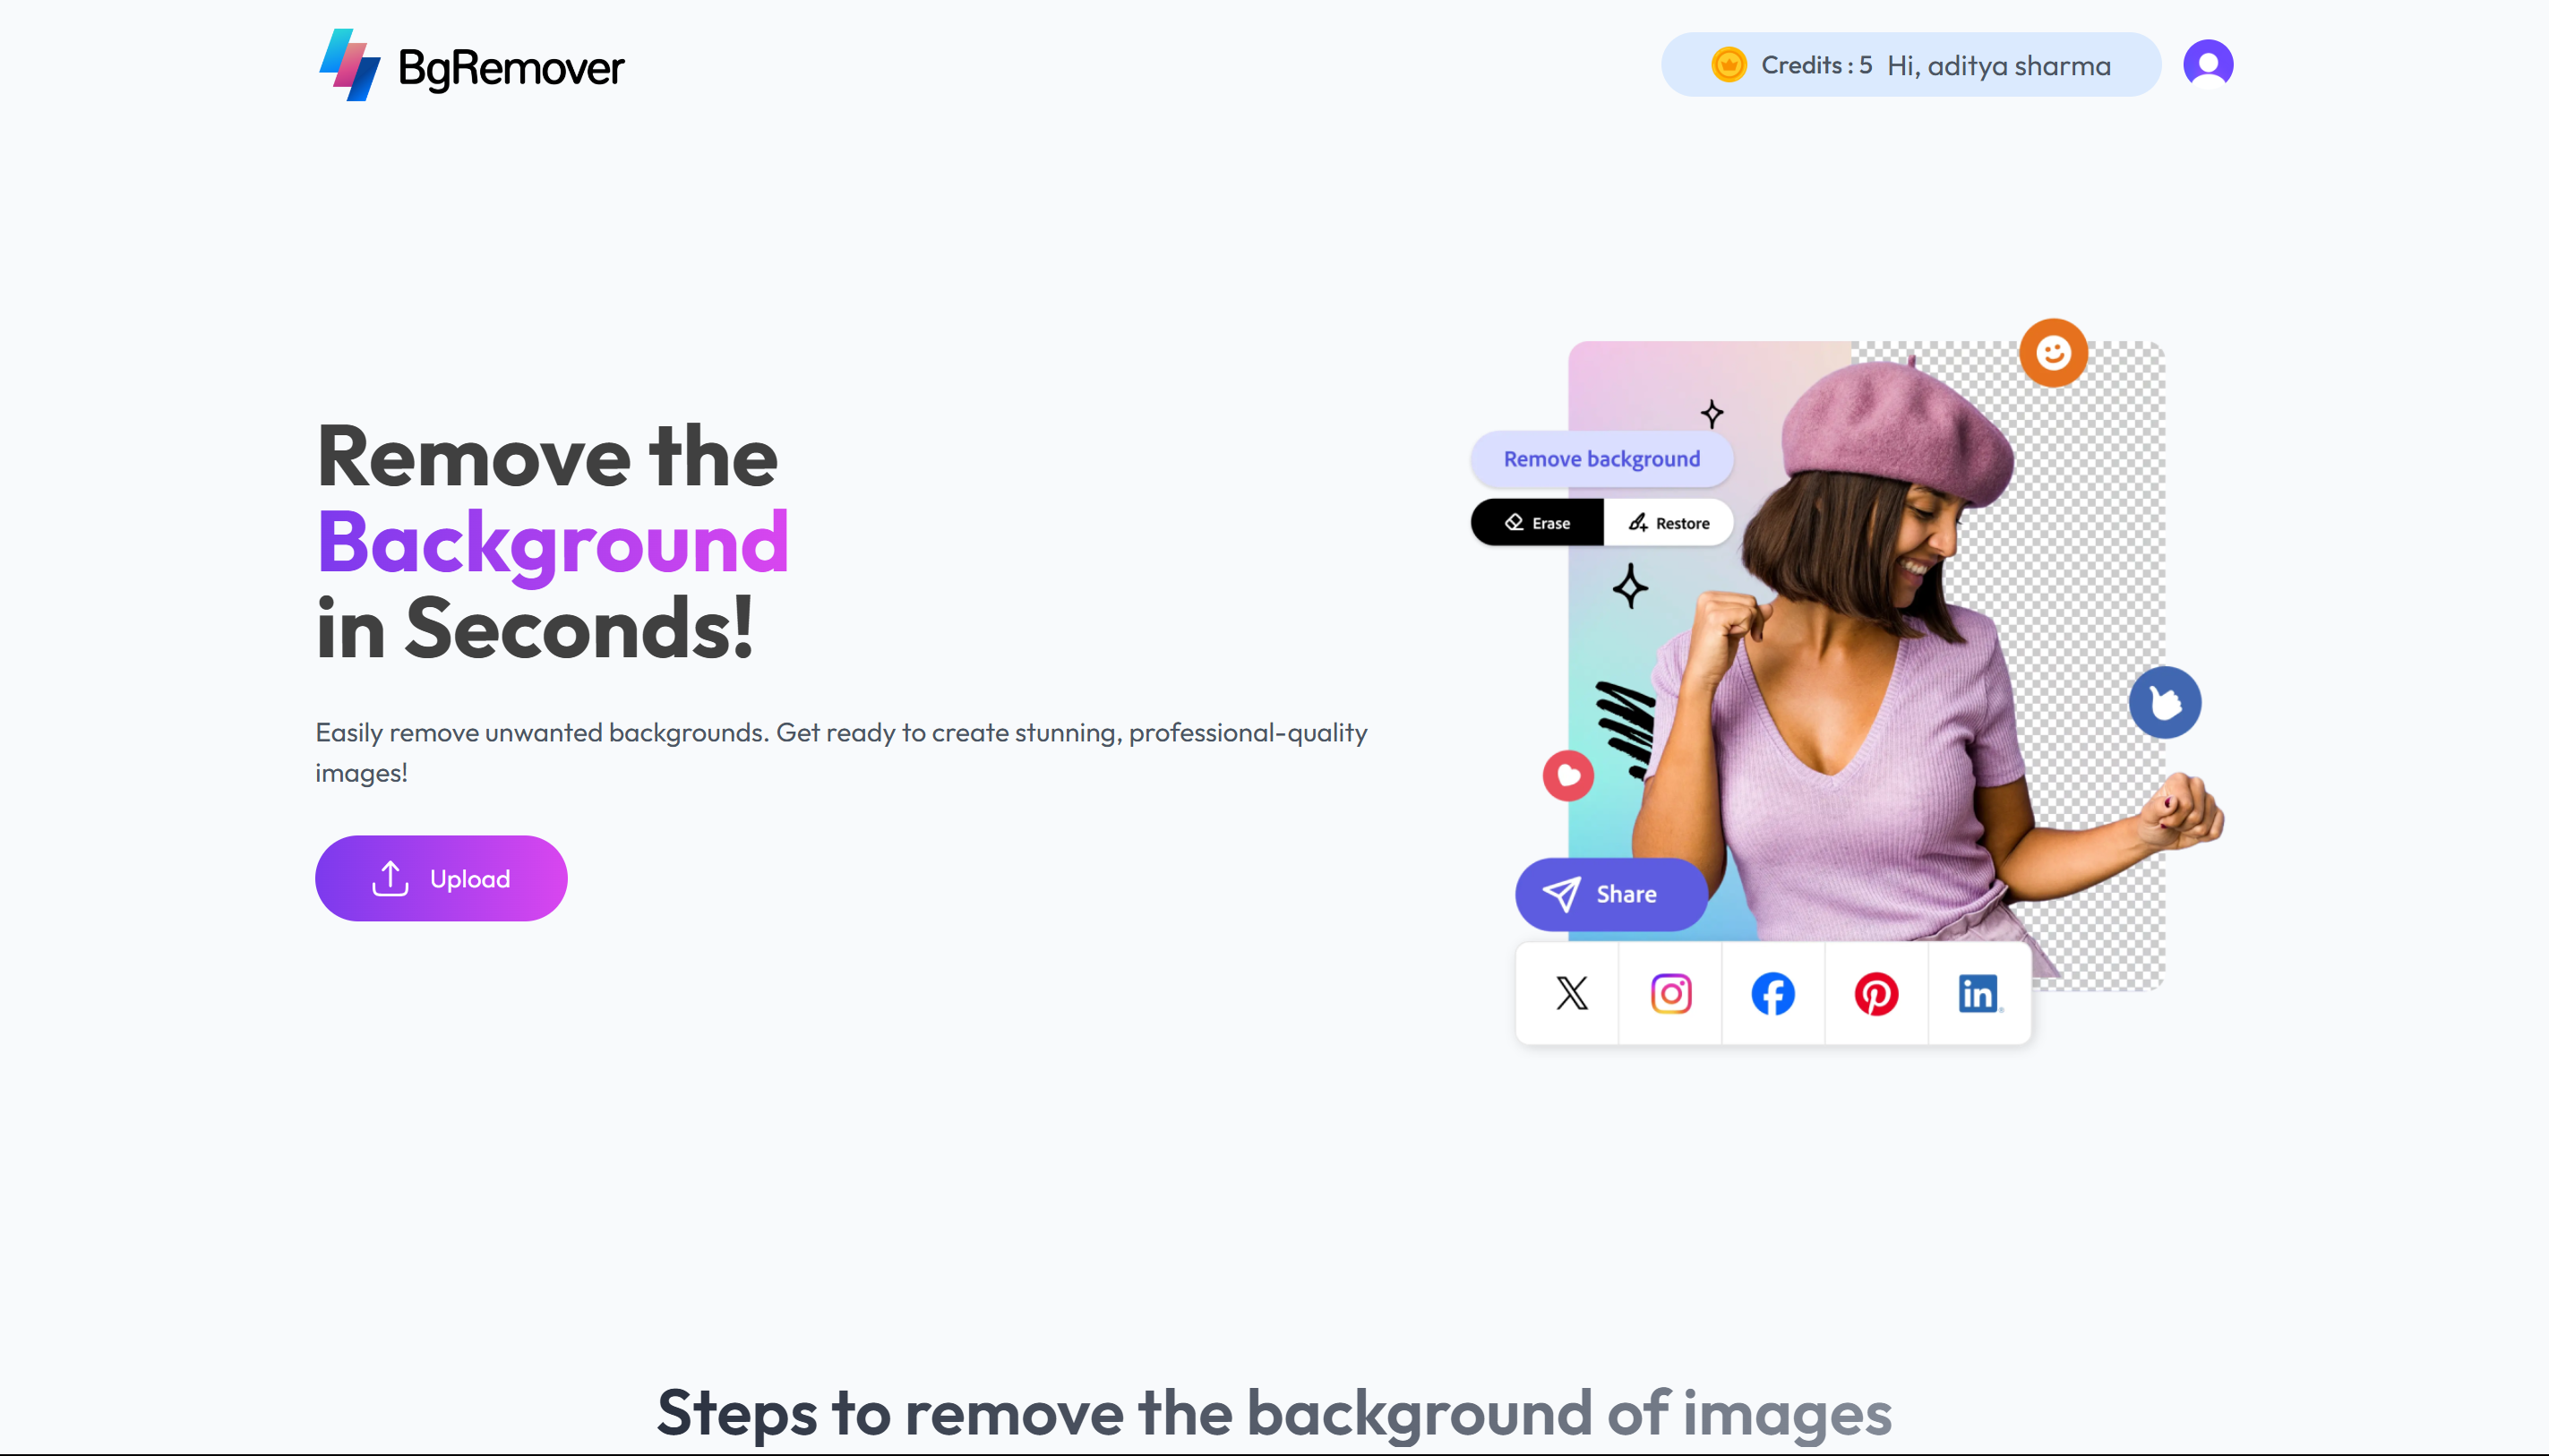 BgRemover
Credits : 5 Hi, aditya sharma
Remove the
Background
in Seconds!
Easily remove unwanted backgrounds. Get ready to create stunning, professional-quality
images!
Upload
Remove background
Erase Restore
Share
in
Steps to remove the background of images